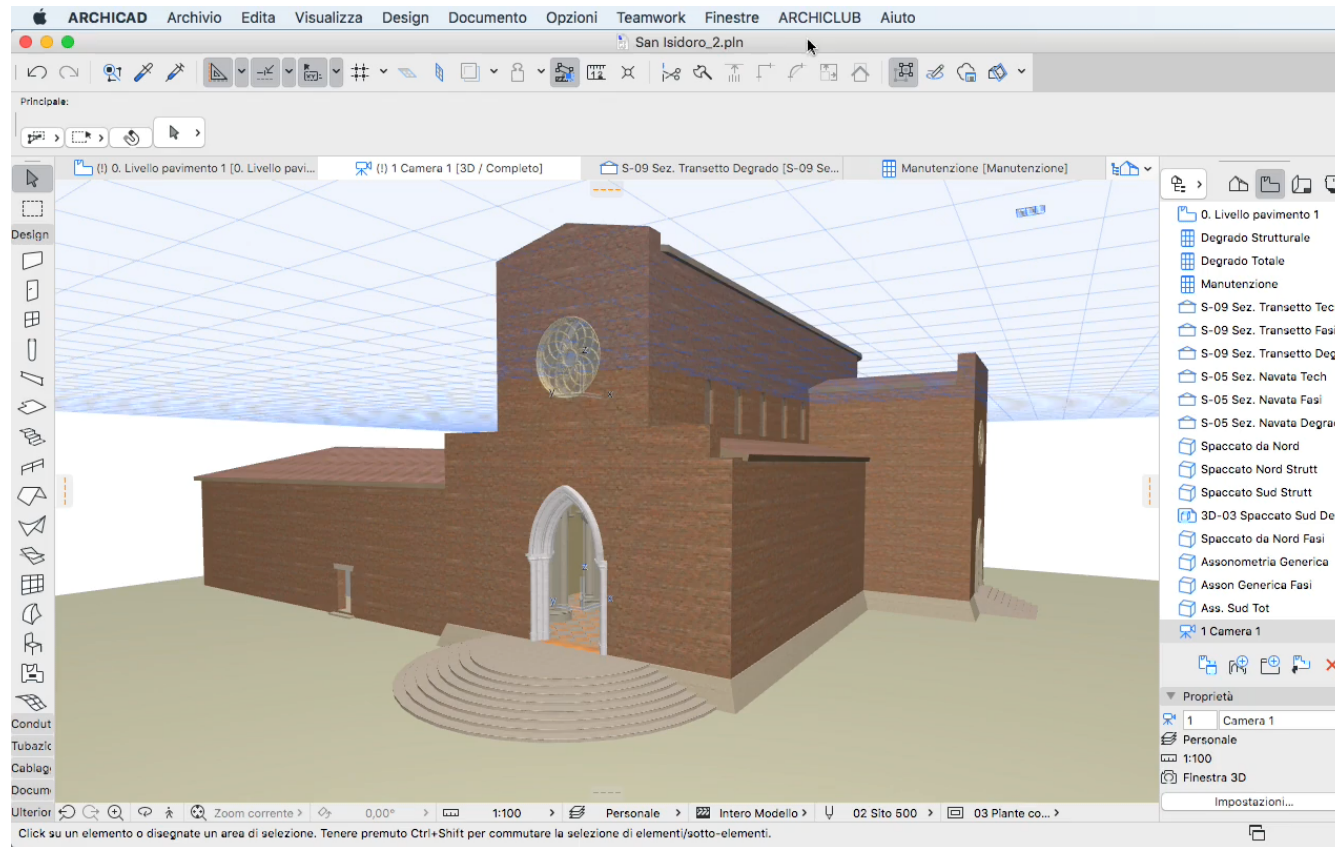 ARCHICAD Archivio Edita Visualizza Design Documento Opzioni Teamwork Finestre ARCHICLUB Aiuto
San Isidoro_2.pln
Principale:
(!) 0. Livello pavimento 1 [0. Livello pavi...
(!) 1 Camera 1 [3D / Completo]
S-09 Sez. Transetto Degrado [S-09 Se...
Manutenzione [Manutenzione]
Design
Condut
Tubazic
Cablag
Docum
Ulterior
0. Livello pavimento 1
Degrado Strutturale
Degrado Totale
Manutenzione
S-09 Sez. Transetto Tec
S-09 Sez. Transetto Fasi
S-09 Sez. Transetto Deg
S-05 Sez. Navata Tech
S-05 Sez. Navata Fasi
S-05 Sez. Navata Degra
Spaccato da Nord
Spaccato Nord Strutt
Spaccato Sud Strutt
3D-03 Spaccato Sud De
Spaccato da Nord Fasi
Assonometria Generica
Asson Generica Fasi
Ass. Sud Tot
1 Camera 1
Proprietà
1 Camera 1
Personale
1:100
Finestra 3D
Impostazioni...
Zoom corrente 0,00° 1:100 Personale Intero Modello 02 Sito 500 03 Piante co...
Click su un elemento o disegnate un area di selezione. Tenere premuto Ctrl+Shift per commutare la selezione di elementi/sotto-elementi.